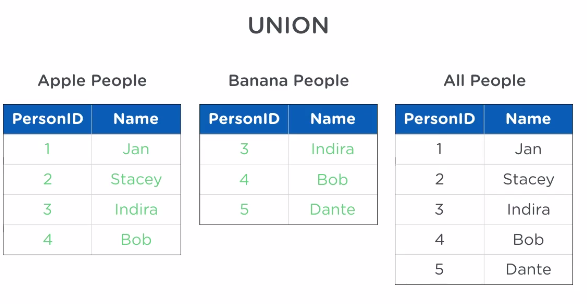 UNION
Apple People
PersonID Name
1 Jan
2 Stacey
3 Indira
4 Bob
Banana People
PersonID Name
3 Indira
4 Bob
5 Dante
All People
PersonID Name
1 Jan
2 Stacey
3 Indira
4 Bob
5 Dante